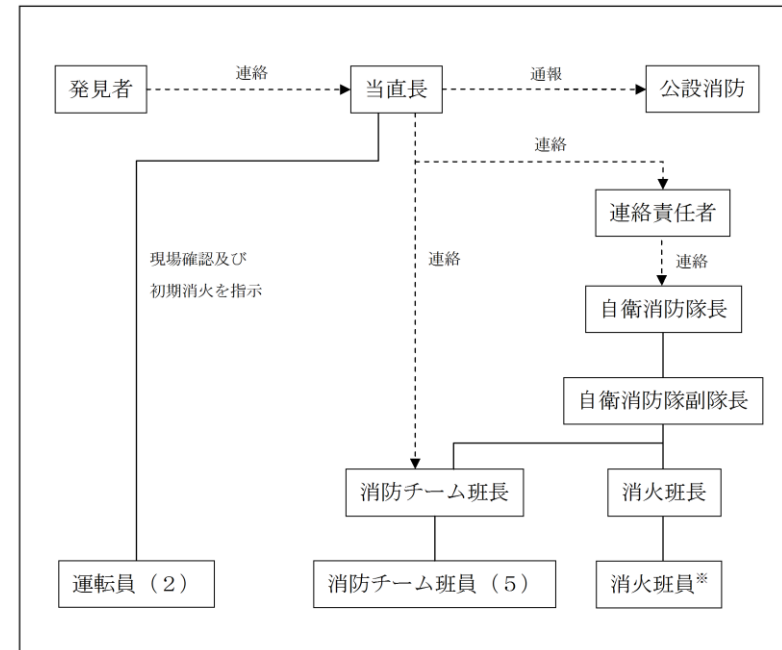 発見者
連絡
当直長
通報
公設消防
連絡
連絡責任者
現場確認及び
初期消火を指示
連絡
連絡
自衛消防隊長
自衛消防隊副隊長
消防チーム班長
消火班長
運転員（２）
消防チーム班員（５）
消火班員※